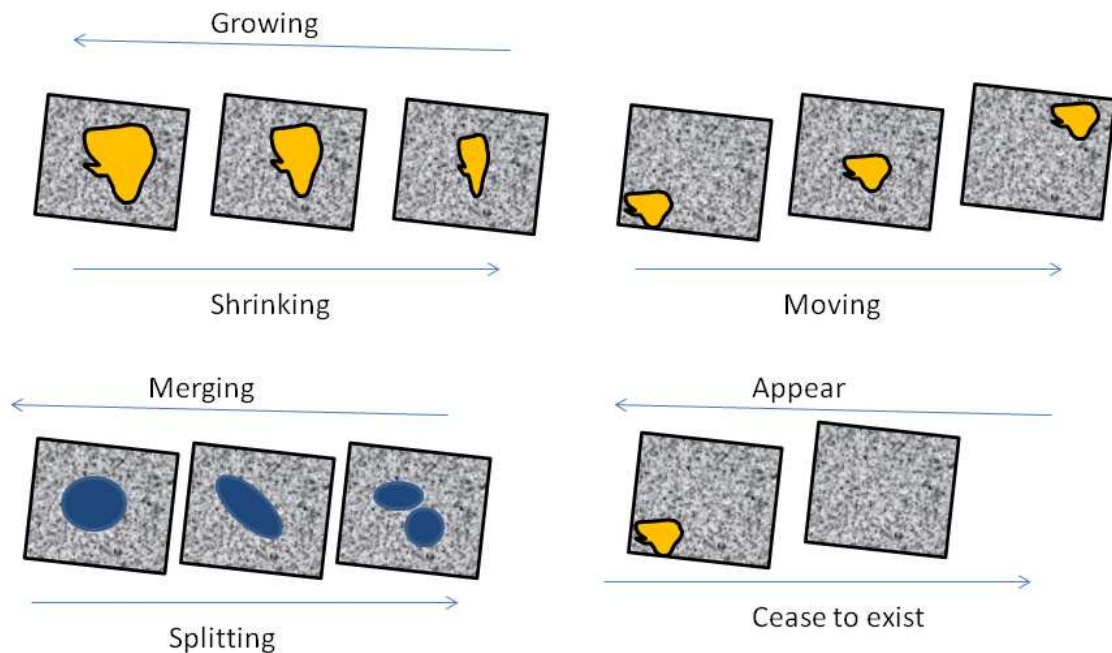 Growing
Shrinking
Moving
Merging
Splitting
Appear
Cease to exist